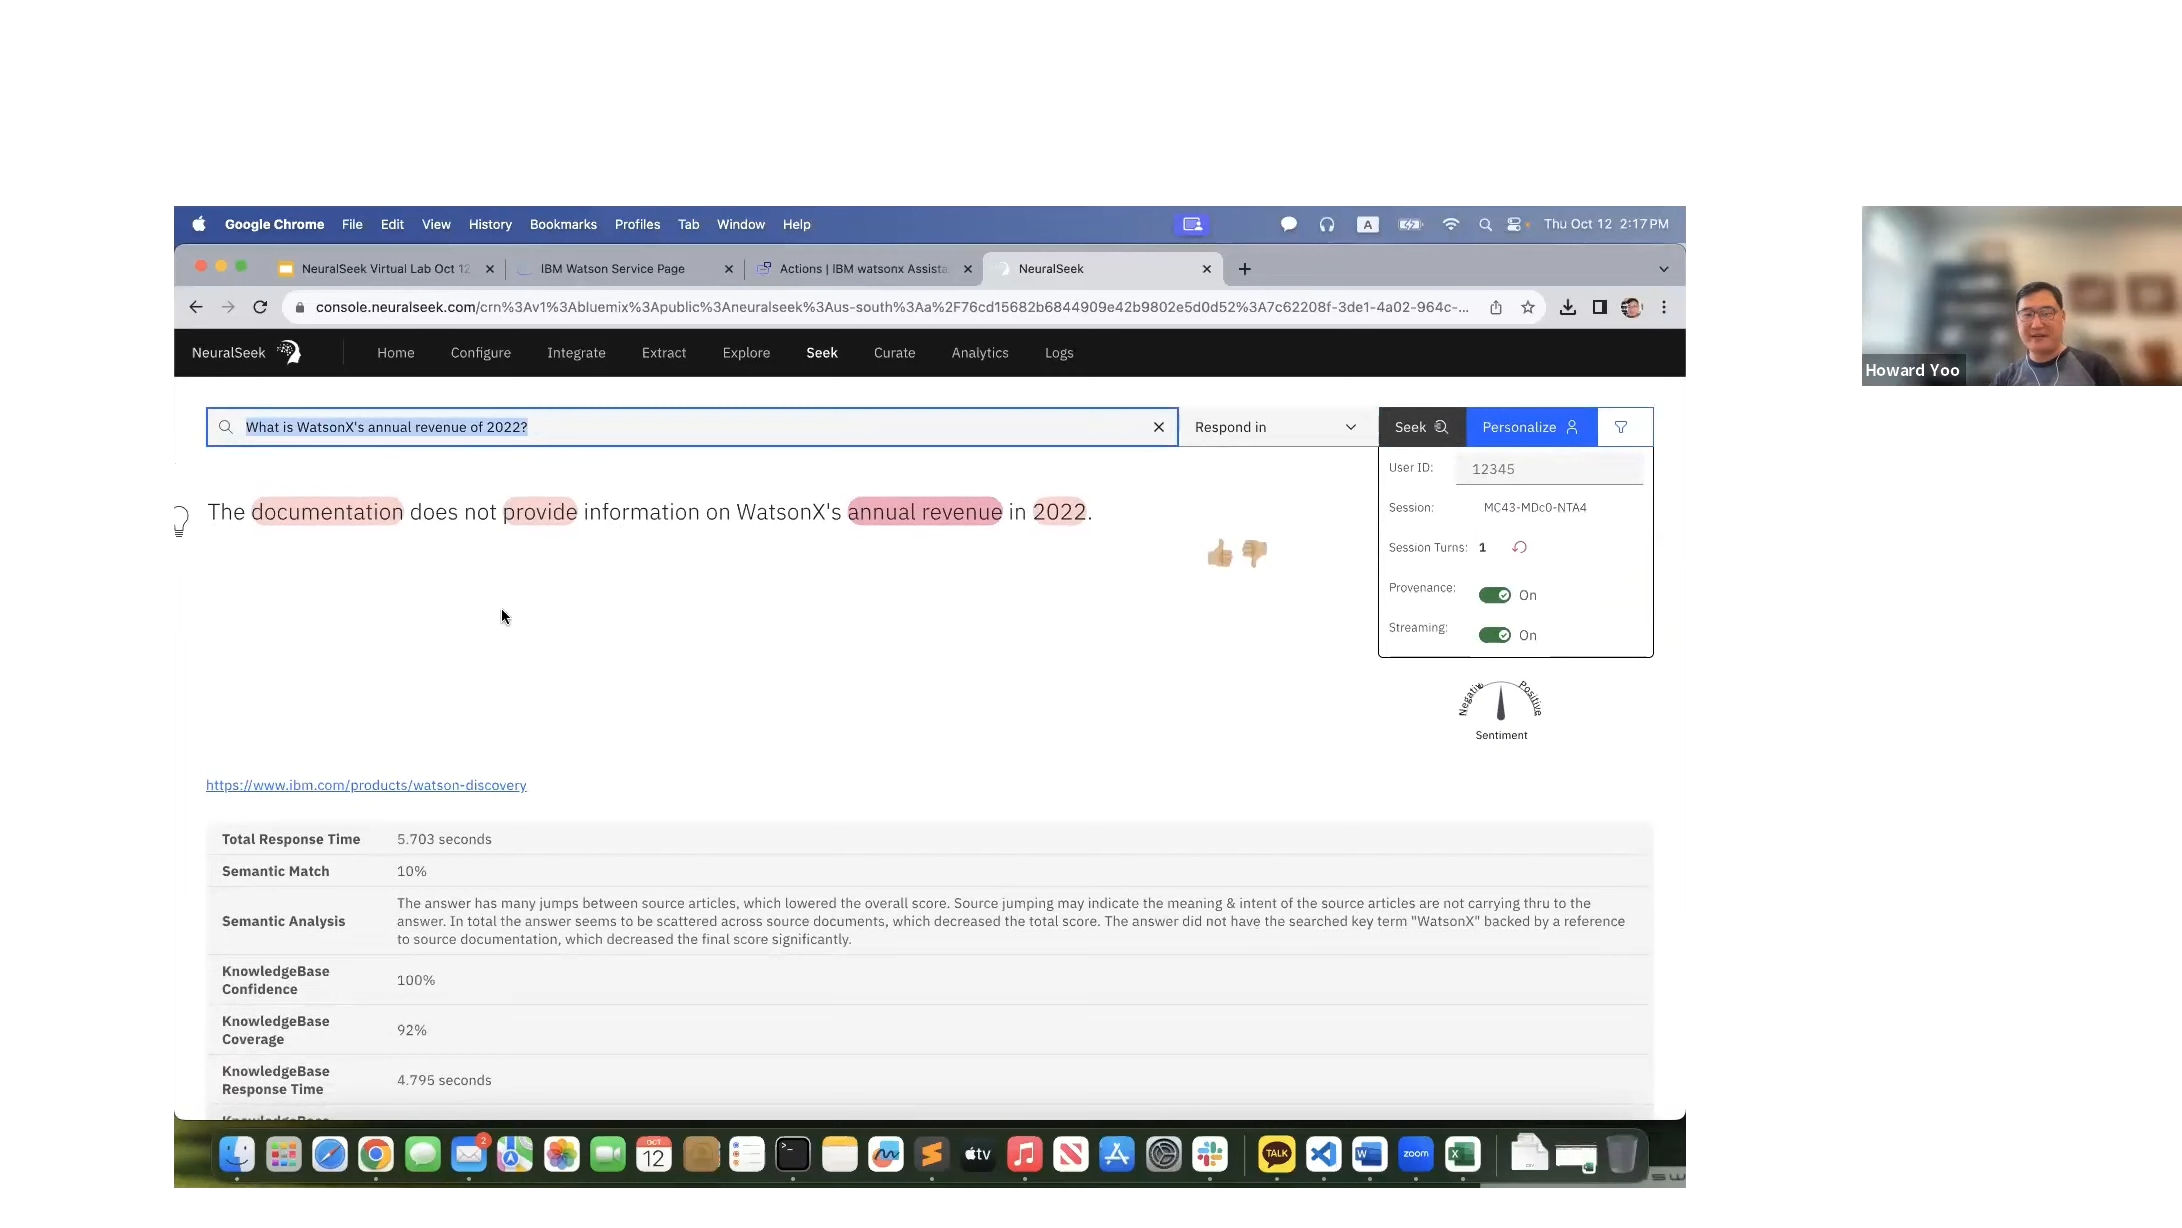 Google Chrome File Edit View History Bookmarks Profiles Tab Window Help A Thu Oct 12 2:17 PM
NeuralSeek Virtual Lab Oct 12 IBM Watson Service Page Actions | IBM watsonx Assista NeuralSeek
console.neuralseek.com/crn%3Av1%3Abluemix%3Apublic%3Aneuralseek%3Aus-south%3Aa%2F76cd15682b6844909e42b9802e5d0d52%3A7c62208f-3de1-4a02-964c-...
NeuralSeek Home Configure Integrate Extract Explore Seek Curate Analytics Logs
Howard Yoo
What is WatsonX's annual revenue of 2022? Respond in Seek Personalize
User ID: 12345
The documentation does not provide information on WatsonX's annual revenue in 2022.
Session: MC43-MDc0-NTA4
Session Turns: 1
Provenance: On
Streaming: On
Negative Positive
Sentiment
https://www.ibm.com/products/watson-discovery
Total Response Time 5.703 seconds
Semantic Match 10%
Semantic Analysis
The answer has many jumps between source articles, which lowered the overall score. Source jumping may indicate the meaning & intent of the source articles are not carrying thru to the
answer. In total the answer seems to be scattered across source documents, which decreased the total score. The answer did not have the searched key term "WatsonX" backed by a reference
to source documentation, which decreased the final score significantly.
KnowledgeBase
Confidence
100%
KnowledgeBase
Coverage
92%
KnowledgeBase
Response Time
4.795 seconds
2
OCT
12
tv
TALK
W
zoom
X